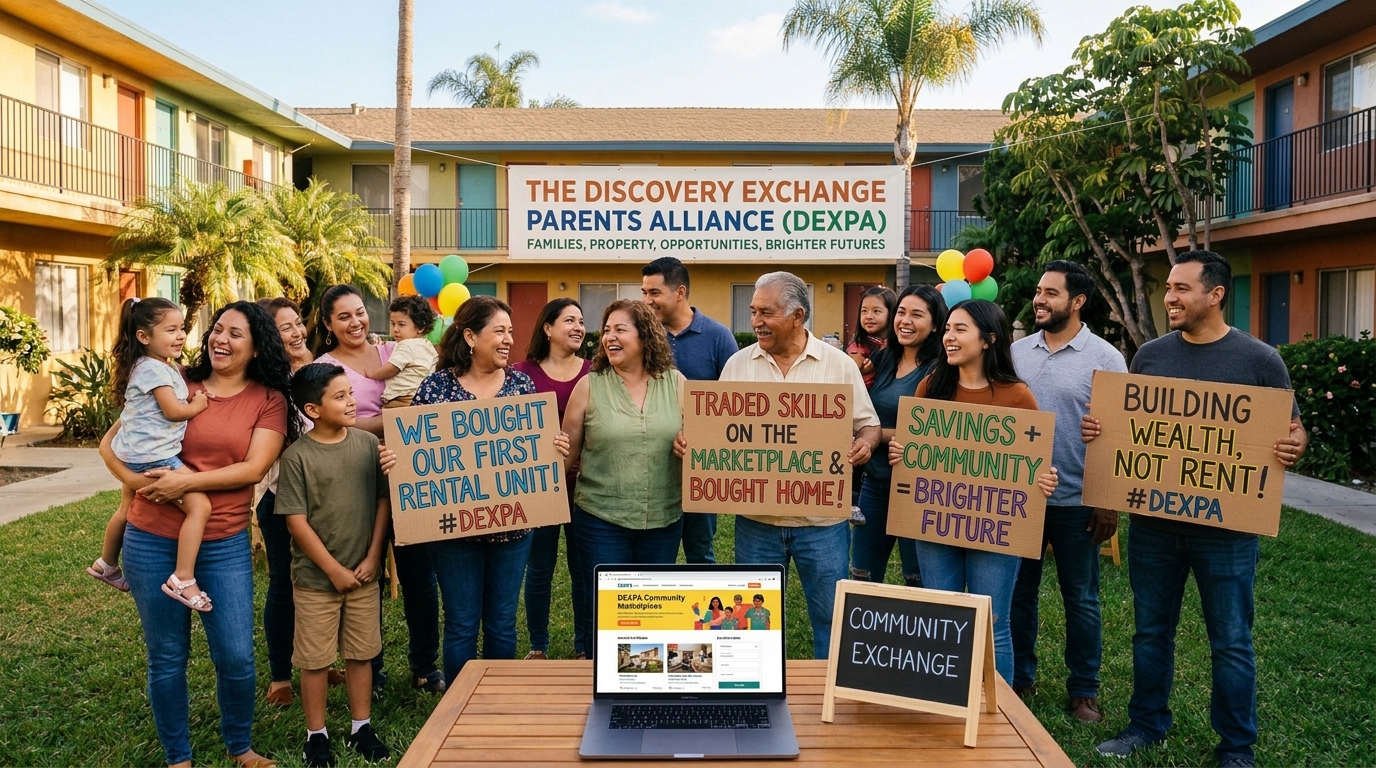 THE DISCOVERY EXCHANGE
PARENTS ALLIANCE (DEXPA)
FAMILIES, PROPERTY, OPPORTUNITIES, BRIGHTER FUTURES
WE BOUGHT
OUR FIRST
RENTAL UNIT!
#DEXPA
TRADED SKILLS
ON THE
MARKETPLACE &
BOUGHT HOME!
SAVINGS +
COMMUNITY
= BRIGHTER
FUTURE
BUILDING
WEALTH,
NOT RENT!
#DEXPA
Community
COMMUNITY
EXCHANGE